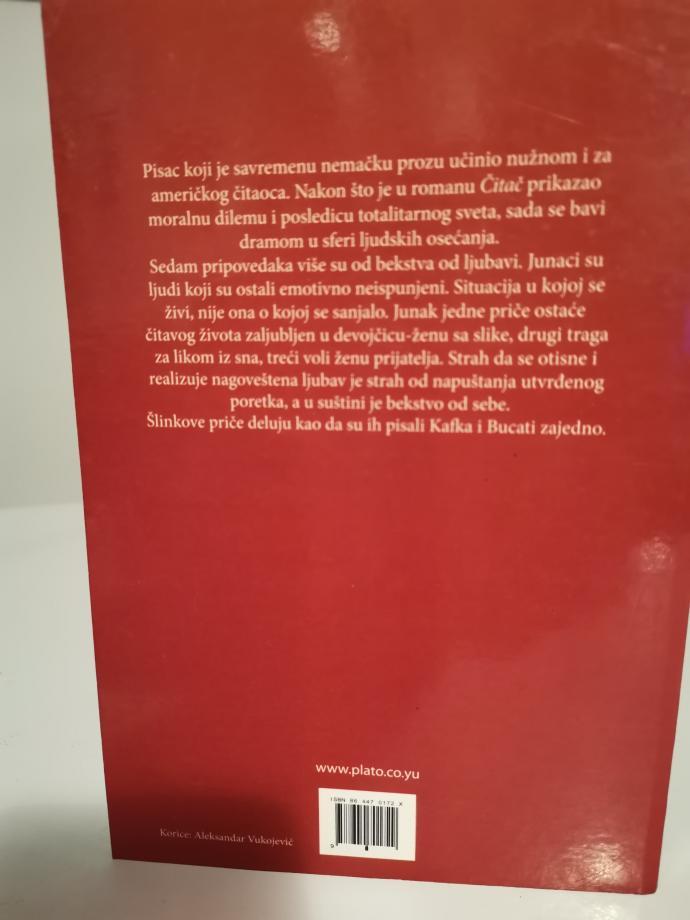 Pisac koji je savremenu nemačku prozu učinio nužnom i za
američkog čitaoca. Nakon što je u romanu Čitač prikazao
moralnu dilemu i posledicu totalitarnog sveta, sada se bavi
dramom u sferi ljudskih osećanja.
Sedam pripovedaka više su od bekstva od ljubavi. Junaci su
ljudi koji su ostali emotivno neispunjeni. Situacija u kojoj se
živi, nije ona o kojoj se sanjalo. Junak jedne priče ostaće
čitavog života zaljubljen u devojčicu-ženu sa slike, drugi traga
za likom iz sna, treći voli ženu prijatelja. Strah da se otisne i
realizuje nagoveštena ljubav je strah od napuštanja utvrđenog
poretka, a u suštini je bekstvo od sebe.
Šlinkove priče deluju kao da su ih pisali Kafka i Bucati zajedno.
www.plato.co.yu
ISBN 86 447 0172 X
Korice: Aleksandar Vukojević